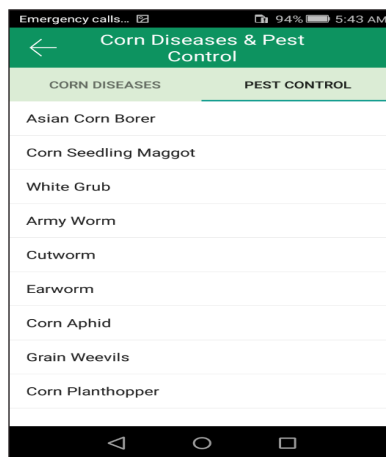 Emergency calls... 94% 5:43 AM
Corn Diseases & Pest
Control
CORN DISEASES PEST CONTROL
Asian Corn Borer
Corn Seedling Maggot
White Grub
Army Worm
Cutworm
Earworm
Corn Aphid
Grain Weevils
Corn Planthopper